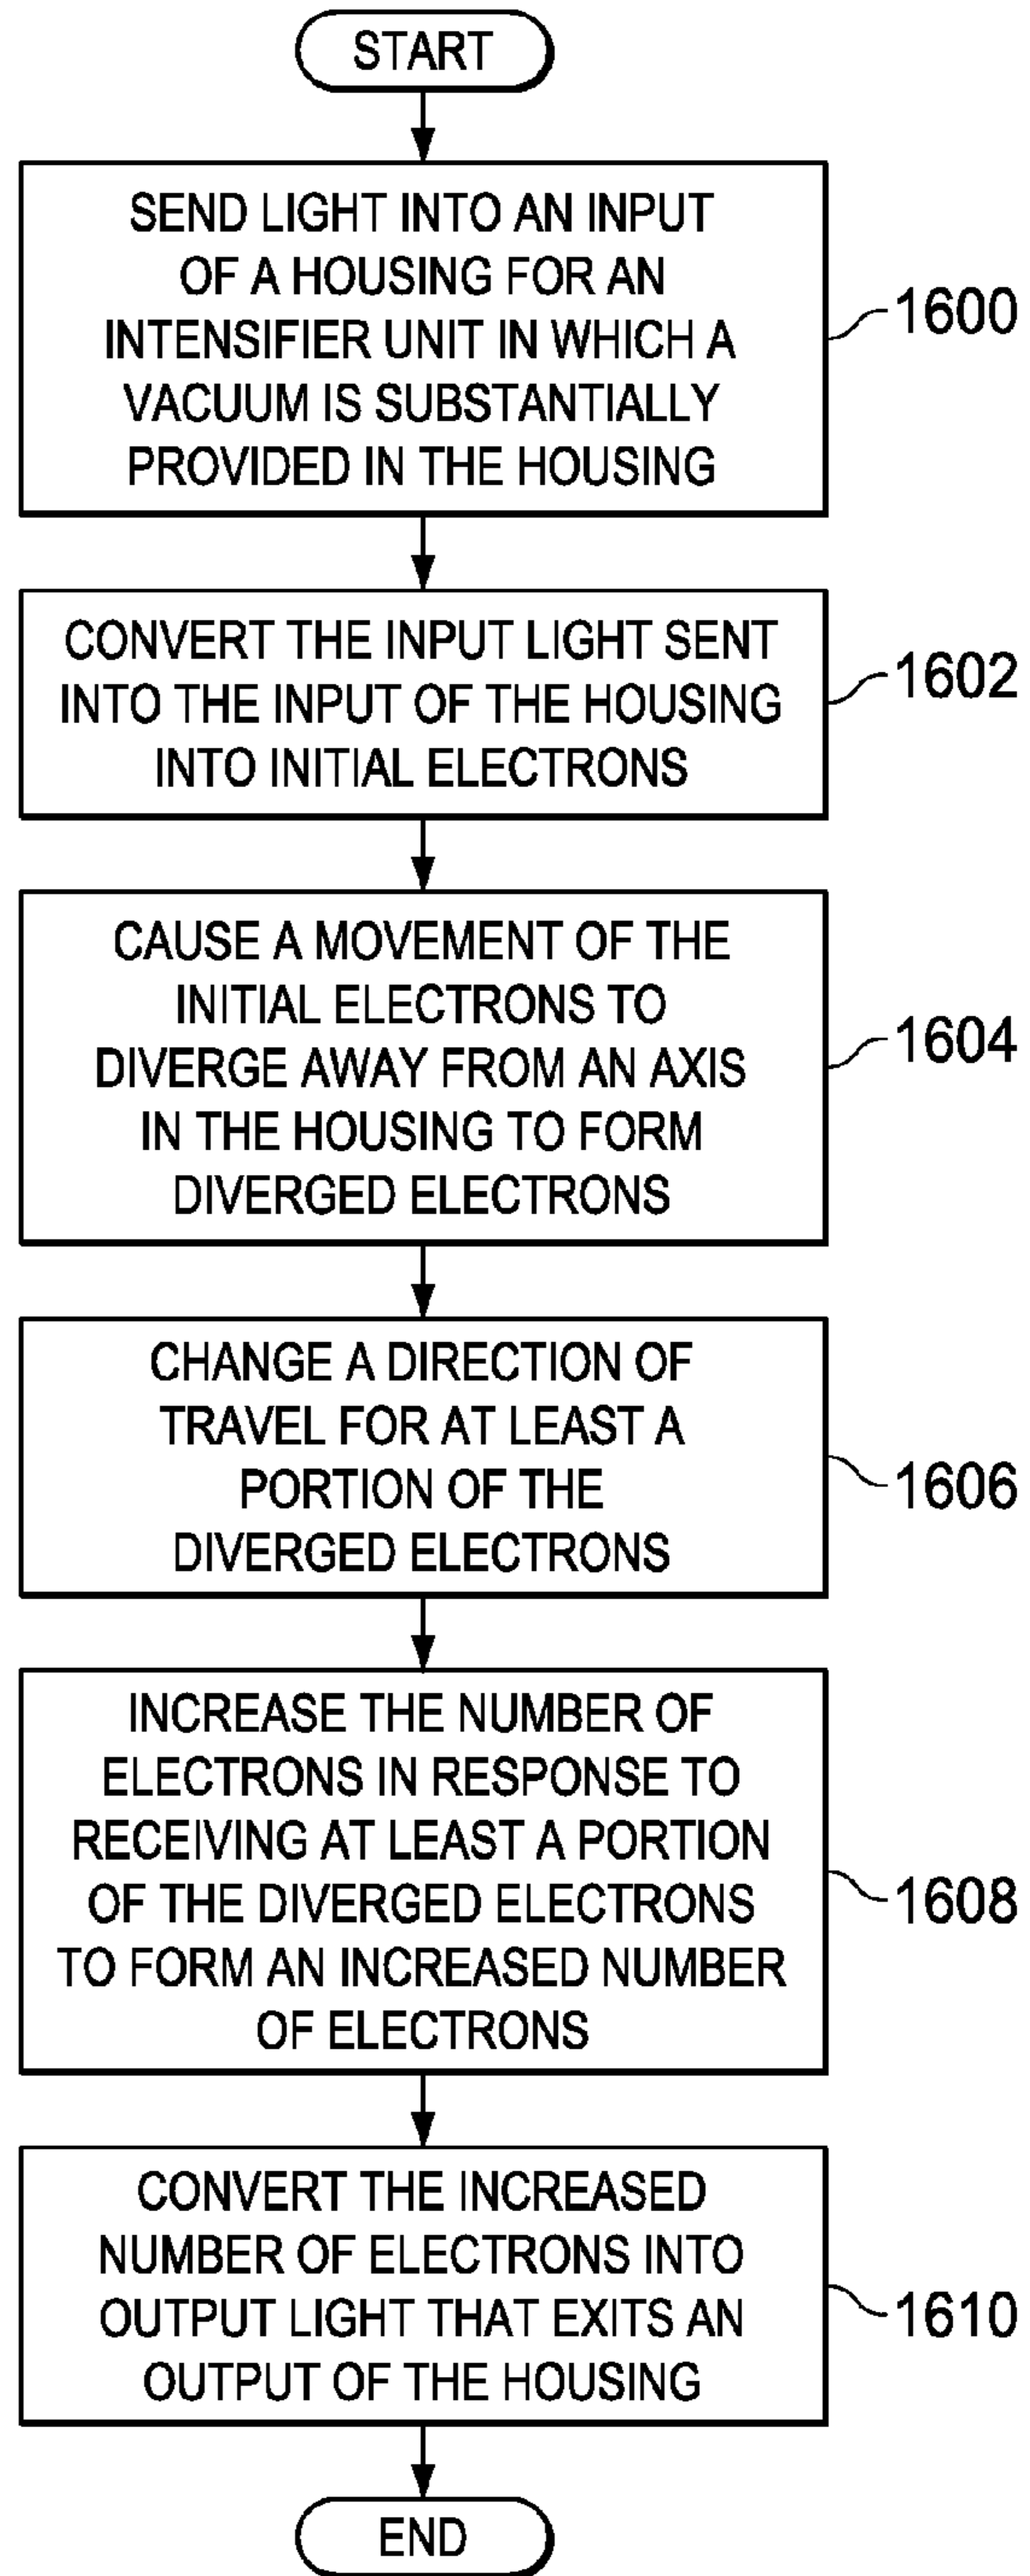 START
SEND LIGHT INTO AN INPUT
OF A HOUSING FOR AN
INTENSIFIER UNIT IN WHICH A
VACUUM IS SUBSTANTIALLY
PROVIDED IN THE HOUSING
1600
CONVERT THE INPUT LIGHT SENT
INTO THE INPUT OF THE HOUSING
INTO INITIAL ELECTRONS
1602
CAUSE A MOVEMENT OF THE
INITIAL ELECTRONS TO
DIVERGE AWAY FROM AN AXIS
IN THE HOUSING TO FORM
DIVERGED ELECTRONS
1604
CHANGE A DIRECTION OF
TRAVEL FOR AT LEAST A
PORTION OF THE
DIVERGED ELECTRONS
1606
INCREASE THE NUMBER OF
ELECTRONS IN RESPONSE TO
RECEIVING AT LEAST A PORTION
OF THE DIVERGED ELECTRONS
TO FORM AN INCREASED NUMBER
OF ELECTRONS
1608
CONVERT THE INCREASED
NUMBER OF ELECTRONS INTO
OUTPUT LIGHT THAT EXITS AN
OUTPUT OF THE HOUSING
1610
END